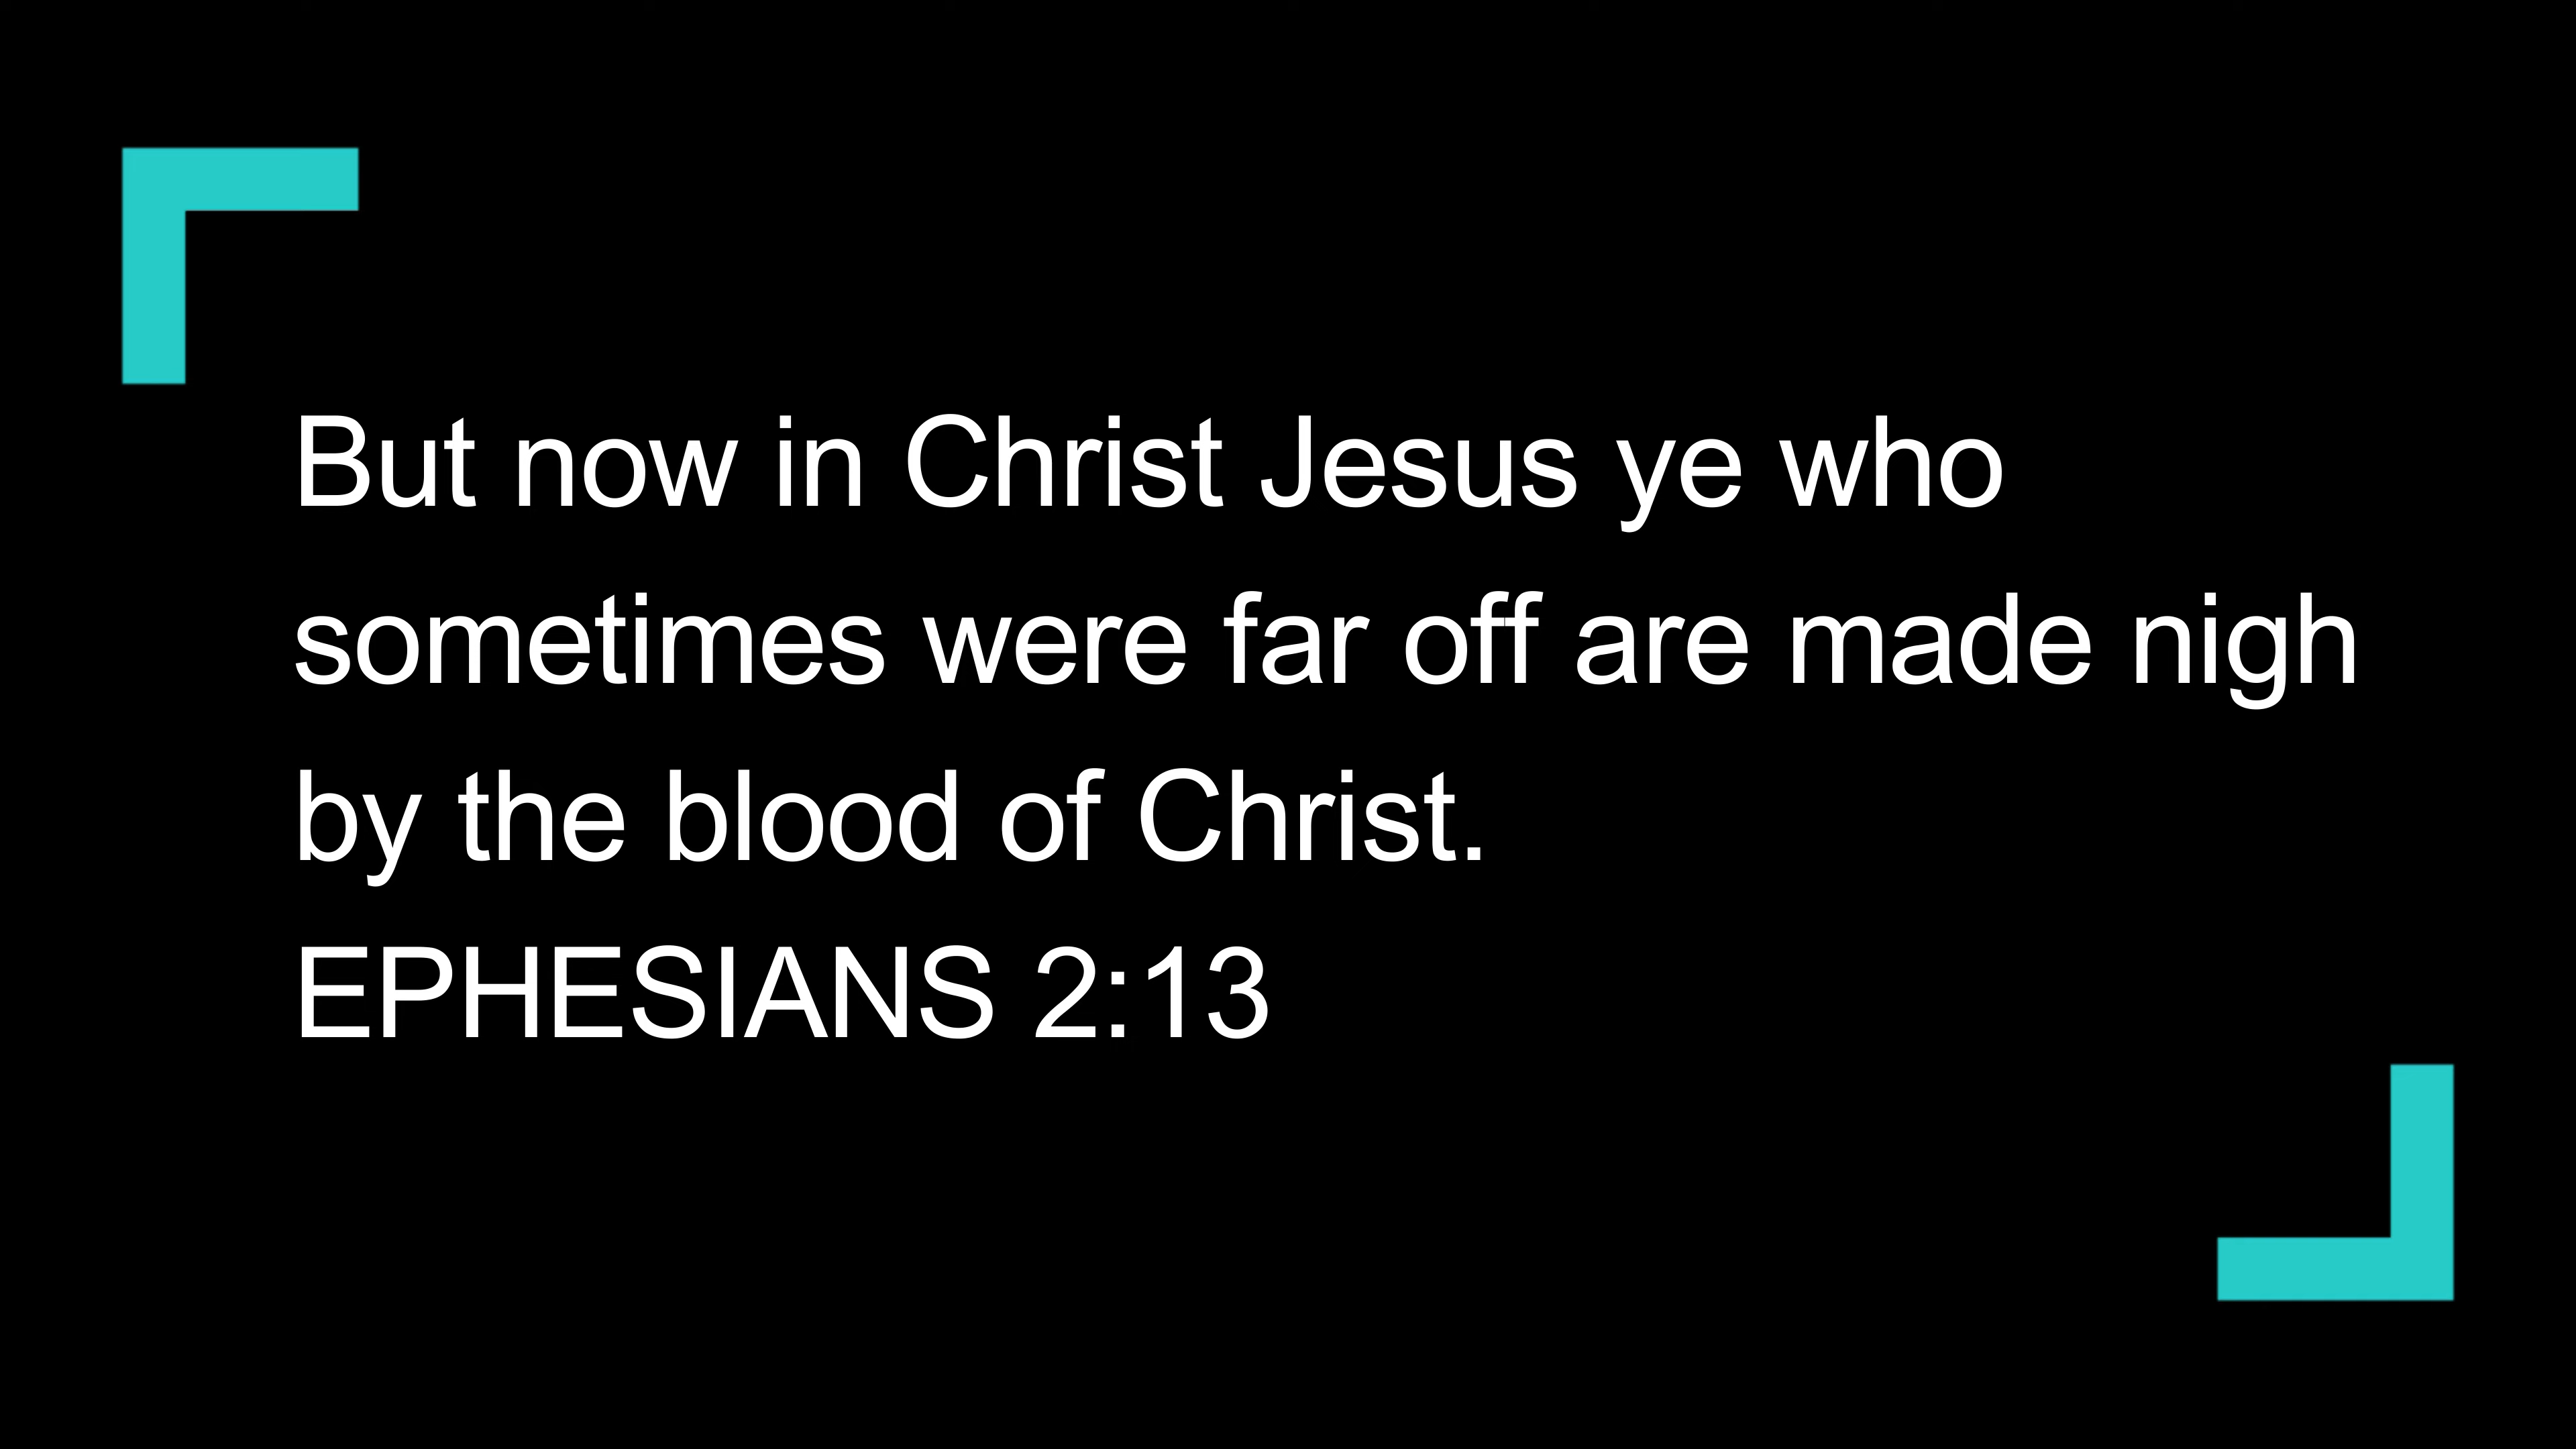 But now in Christ Jesus ye who
sometimes were far off are made nigh
by the blood of Christ.
EPHESIANS 2:13